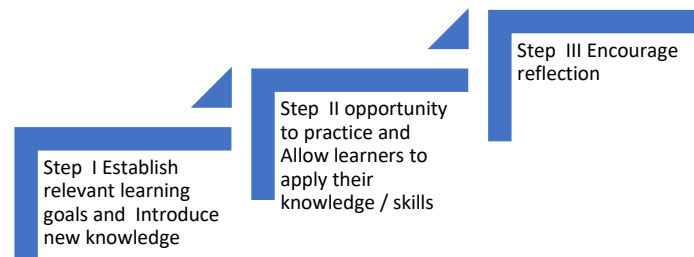 Step I Establish
relevant learning
goals and Introduce
new knowledge
Step II opportunity
to practice and
Allow learners to
apply their
knowledge / skills
Step III Encourage
reflection